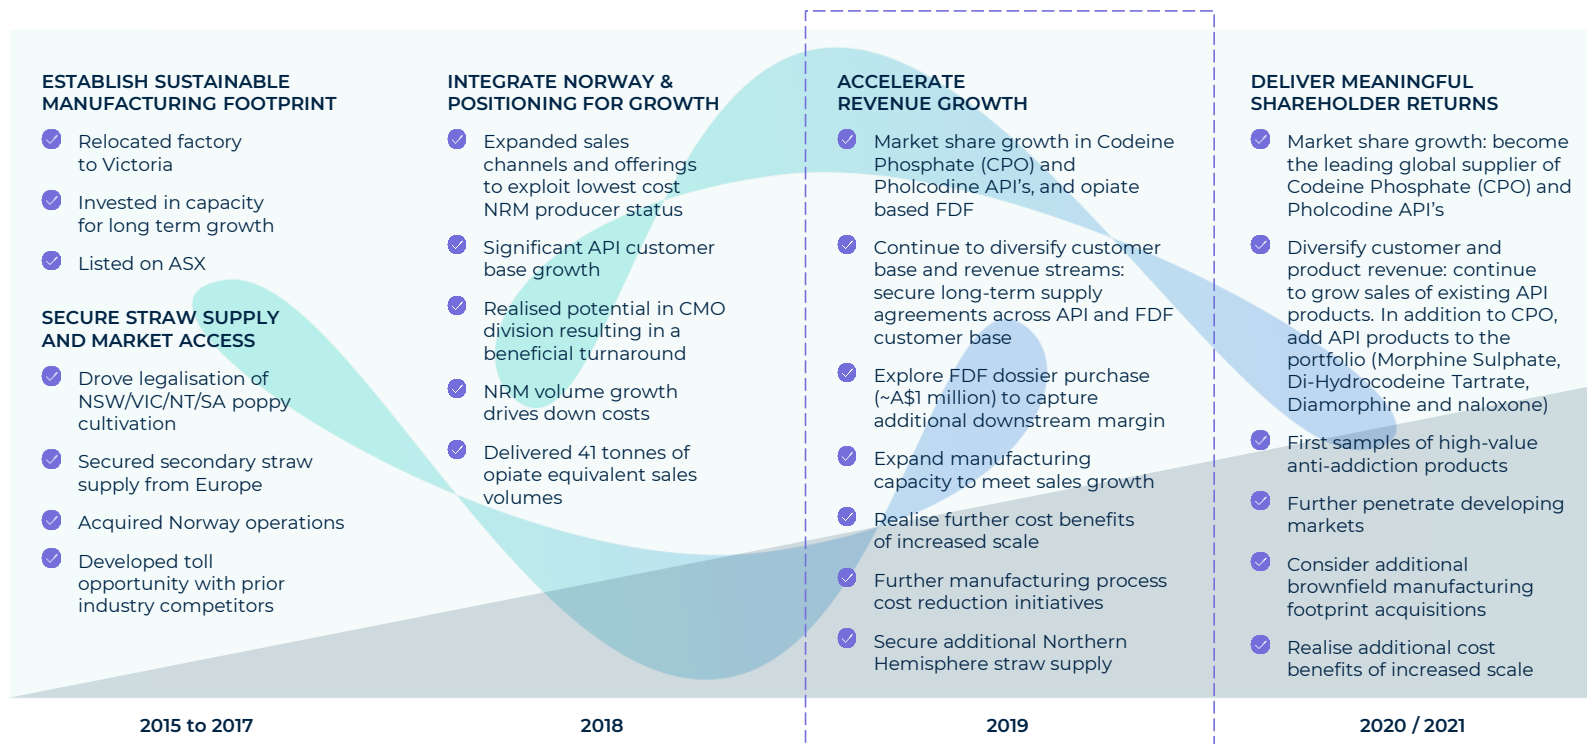 ESTABLISH SUSTAINABLE
MANUFACTURING FOOTPRINT
Relocated factory
to Victoria
Invested in capacity
for long term growth
Listed on ASX
SECURE STRAW SUPPLY
AND MARKET ACCESS
Drove legalisation of
NSW/VIC/NT/SA poppy
cultivation
Secured secondary straw
supply from Europe
Acquired Norway operations
Developed toll
opportunity with prior
industry competitors
2015 to 2017
INTEGRATE NORWAY &
POSITIONING FOR GROWTH
Expanded sales
channels and offerings
to exploit lowest cost
NRM producer status
Significant API customer
base growth
Realised potential in CMO
division resulting in a
beneficial turnaround
NRM volume growth
drives down costs
Delivered 41 tonnes of
opiate equivalent sales
volumes
2018
ACCELERATE
REVENUE GROWTH
Market share growth in Codeine
Phosphate (CPO) and
Pholcodine API's, and opiate
based FDF
Continue to diversify customer
base and revenue streams:
secure long-term supply
agreements across API and FDF
customer base
Explore FDF dossier purchase
(~A$1 million) to capture
additional downstream margin
Expand manufacturing
capacity to meet sales growth
Realise further cost benefits
of increased scale
Further manufacturing process
cost reduction initiatives
Secure additional Northern
Hemisphere straw supply
2019
DELIVER MEANINGFUL
SHAREHOLDER RETURNS
Market share growth: become
the leading global supplier of
Codeine Phosphate (CPO) and
Pholcodine API's
Diversify customer and
product revenue: continue
to grow sales of existing API
products. In addition to CPO,
add API products to the
portfolio (Morphine Sulphate,
Di-Hydrocodeine Tartrate,
Diamorphine and naloxone)
First samples of high-value
anti-addiction products
Further penetrate developing
markets
Consider additional
brownfield manufacturing
footprint acquisitions
Realise additional cost
benefits of increased scale
2020 / 2021